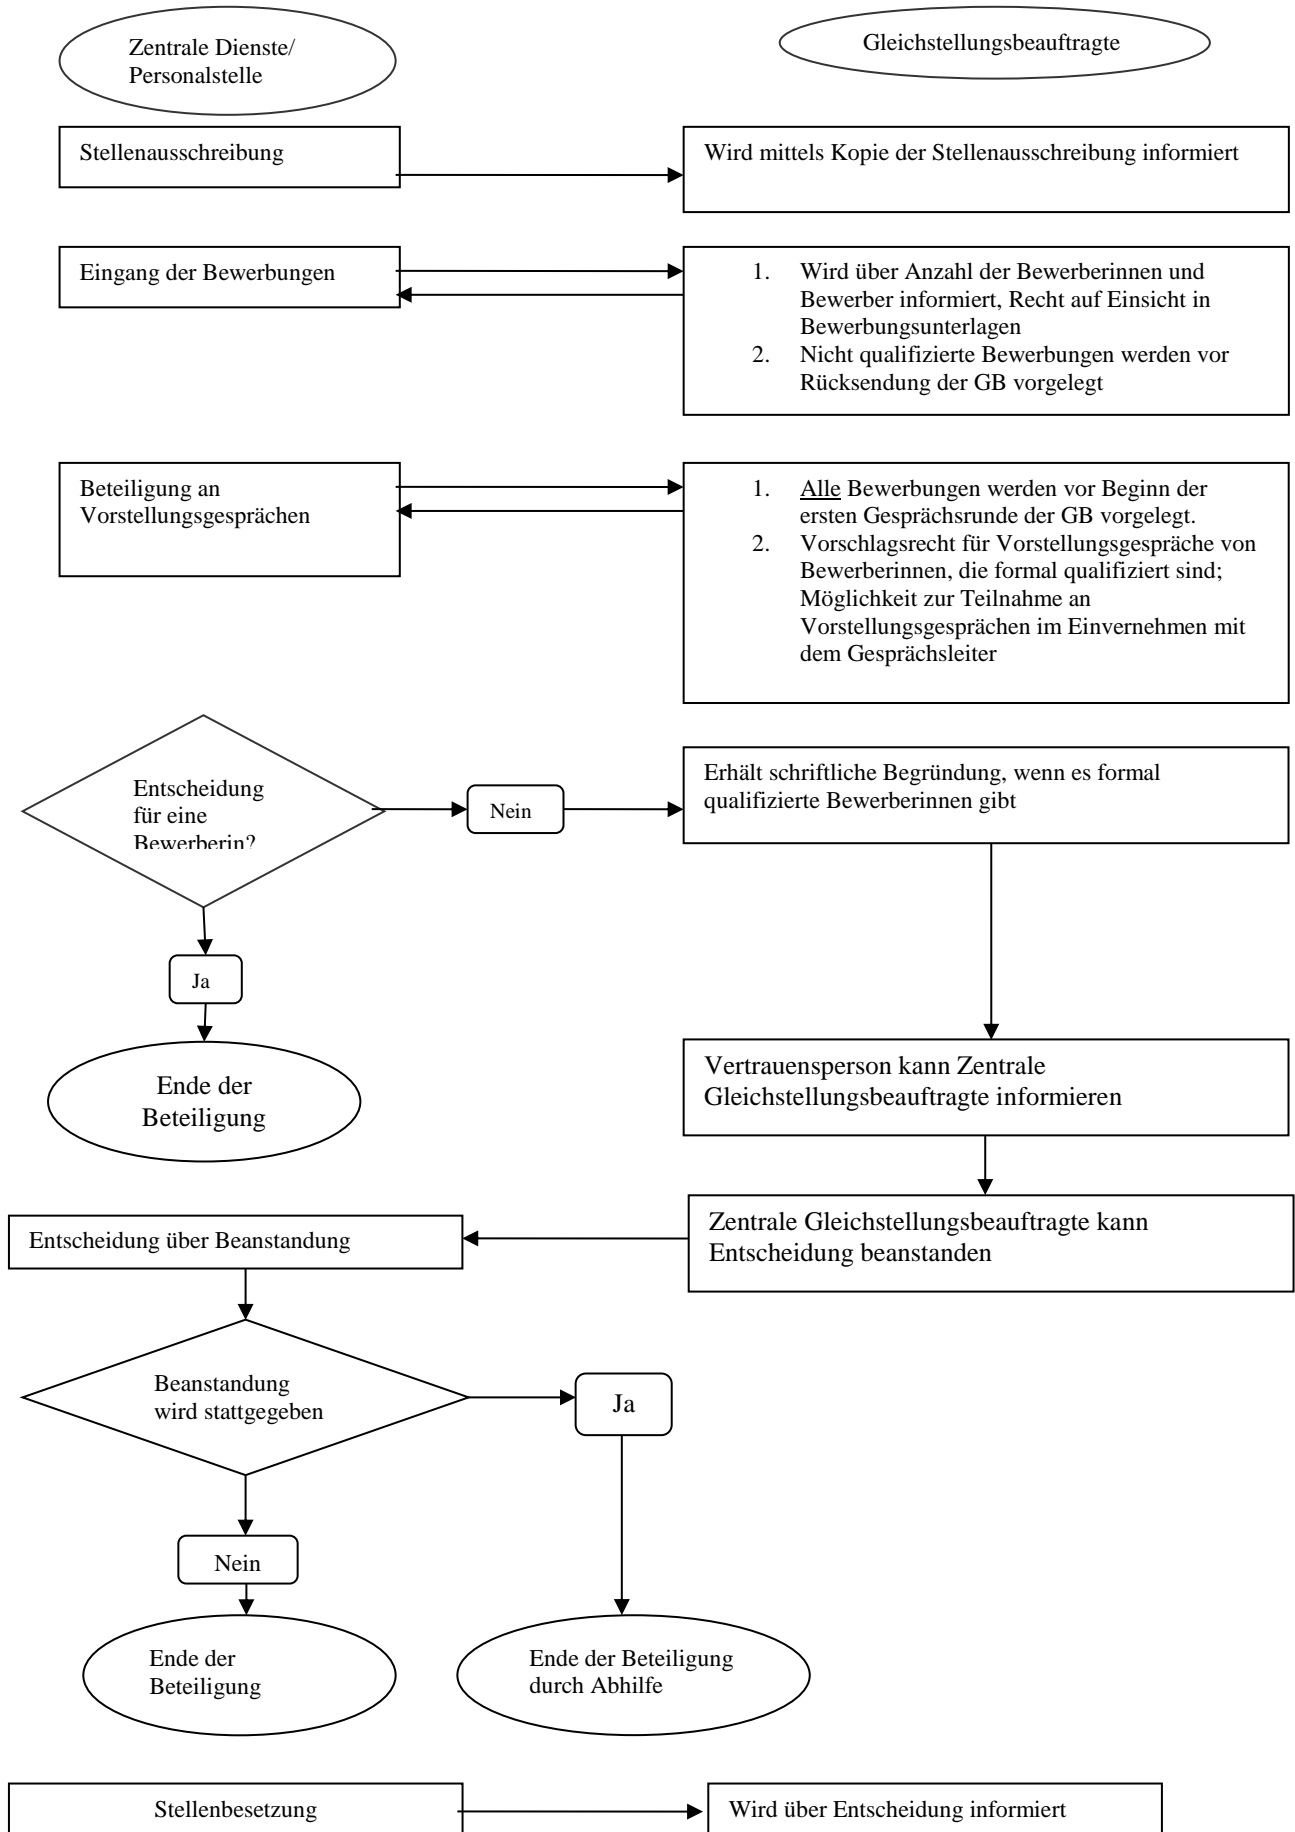 Zentrale Dienste/
Personalstelle
Gleichstellungsbeauftragte
Stellenausschreibung
Wird mittels Kopie der Stellenausschreibung informiert
Eingang der Bewerbungen
1. Wird über Anzahl der Bewerberinnen und
Bewerber informiert, Recht auf Einsicht in
Bewerbungsunterlagen
2. Nicht qualifizierte Bewerbungen werden vor
Rücksendung der GB vorgelegt
Beteiligung an
Vorstellungsgesprächen
1. Alle Bewerbungen werden vor Beginn der
ersten Gesprächsrunde der GB vorgelegt.
2. Vorschlagsrecht für Vorstellungsgespräche von
Bewerberinnen, die formal qualifiziert sind;
Möglichkeit zur Teilnahme an
Vorstellungsgesprächen im Einvernehmen mit
dem Gesprächsleiter
Entscheidung
für eine
Bewerberin?
Nein
Erhält schriftliche Begründung, wenn es formal
qualifizierte Bewerberinnen gibt
Ja
Ende der
Beteiligung
Vertrauensperson kann Zentrale
Gleichstellungsbeauftragte informieren
Zentrale Gleichstellungsbeauftragte kann
Entscheidung beanstanden
Entscheidung über Beanstandung
Beanstandung
wird stattgegeben
Ja
Nein
Ende der
Beteiligung
Ende der Beteiligung
durch Abhilfe
Stellenbesetzung
Wird über Entscheidung informiert